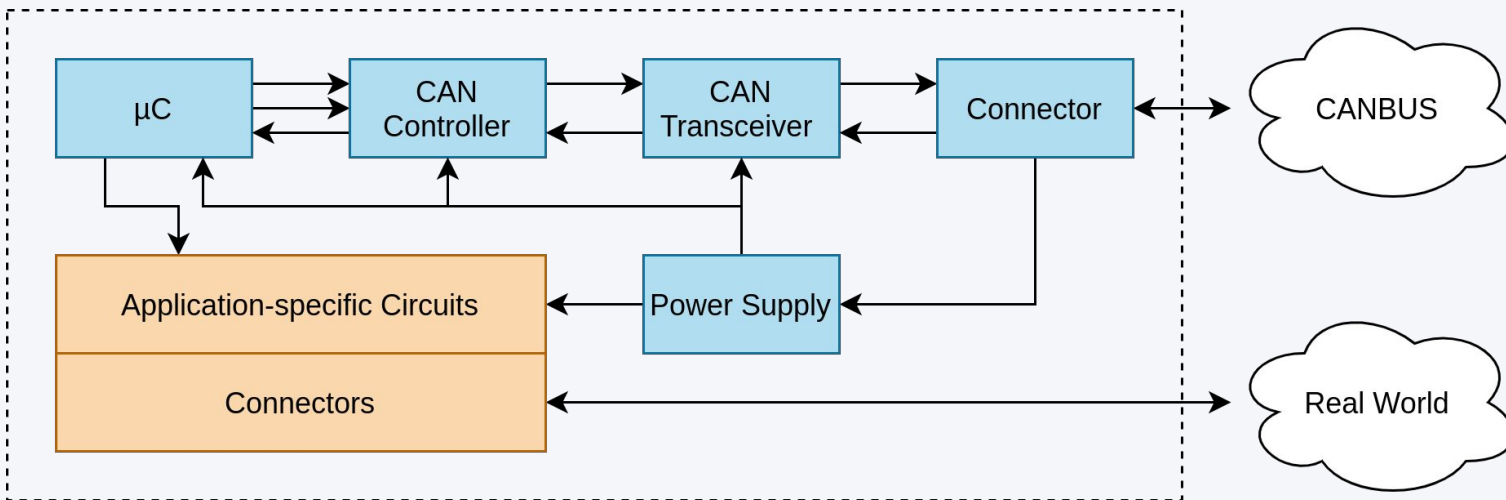 µC
CAN
Controller
CAN
Transceiver
Connector
CANBUS
Application-specific Circuits
Power Supply
Connectors
Real World